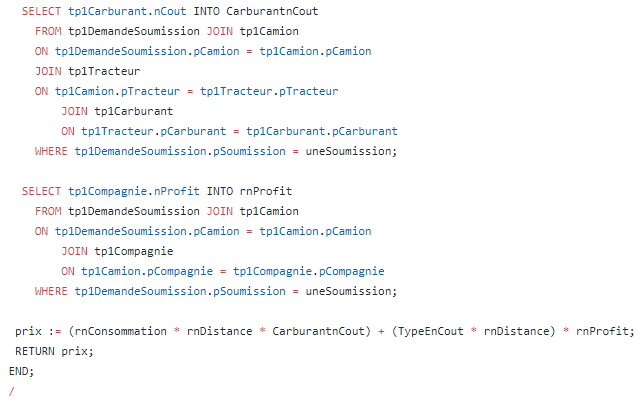 SELECT tp1Carburant.nCout INTO CarburantnCout
FROM tp1DemandeSoumission JOIN tp1Camion
ON tp1DemandeSoumission.pCamion = tp1Camion.pCamion
JOIN tp1Tracteur
ON tp1Camion.pTracteur = tp1Tracteur.pTracteur
JOIN tp1Carburant
ON tp1Tracteur.pCarburant = tp1Carburant.pCarburant
WHERE tp1DemandeSoumission.pSoumission = uneSoumission;
SELECT tp1Compagnie.nProfit INTO rnProfit
FROM tp1DemandeSoumission JOIN tp1Camion
ON tp1DemandeSoumission.pCamion = tp1Camion.pCamion
JOIN tp1Compagnie
ON tp1Camion.pCompagnie = tp1Compagnie.pCompagnie
WHERE tp1DemandeSoumission.pSoumission = uneSoumission;
prix := (rnConsommation * rnDistance * CarburantnCout) + (TypeEnCout * rnDistance) * rnProfit;
RETURN prix;
END;
/